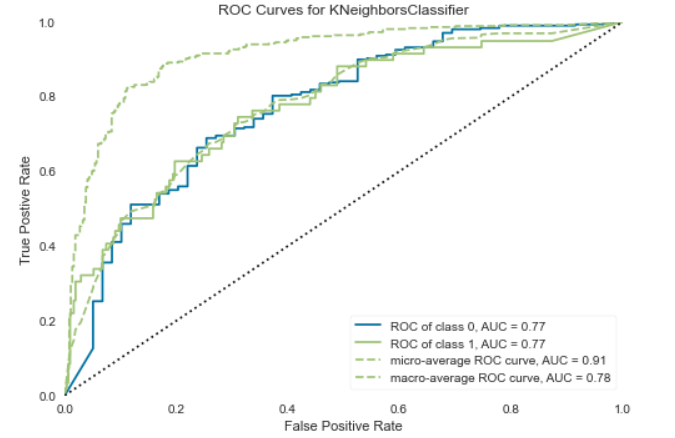 ROC Curves for KNeighborsClassifier
1.0
0.8
0.6
0.4
0.2
0.0
True Postive Rate
ROC of class 0, AUC = 0.77
ROC of class 1, AUC = 0.77
micro-average ROC curve, AUC = 0.91
macro-average ROC curve, AUC = 0.78
0.0 0.2 0.4 0.6 0.8 1.0
False Positive Rate